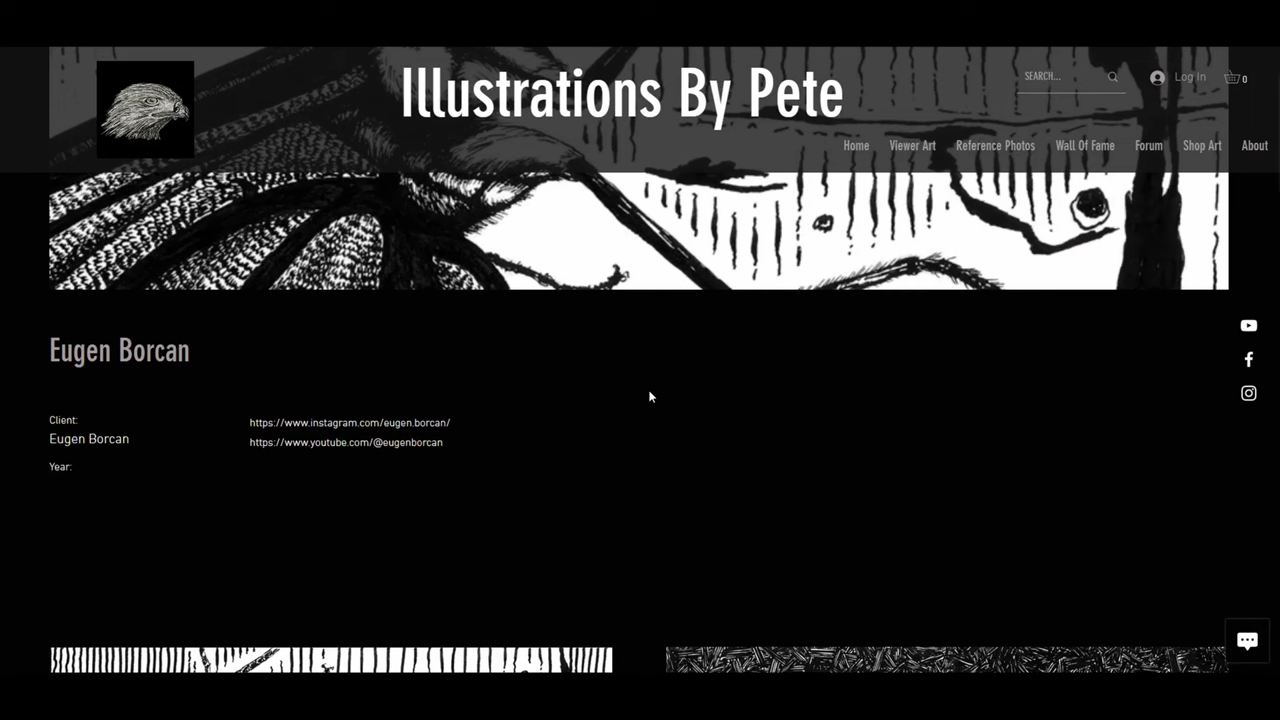 Illustrations By Pete
SEARCH...
Log In
0
Home
Viewer Art
Reference Photos
Wall Of Fame
Forum
Shop Art
About
Eugen Borcan
Client:
Eugen Borcan
Year:
https://www.instagram.com/eugen.borcan/
https://www.youtube.com/@eugenborcan